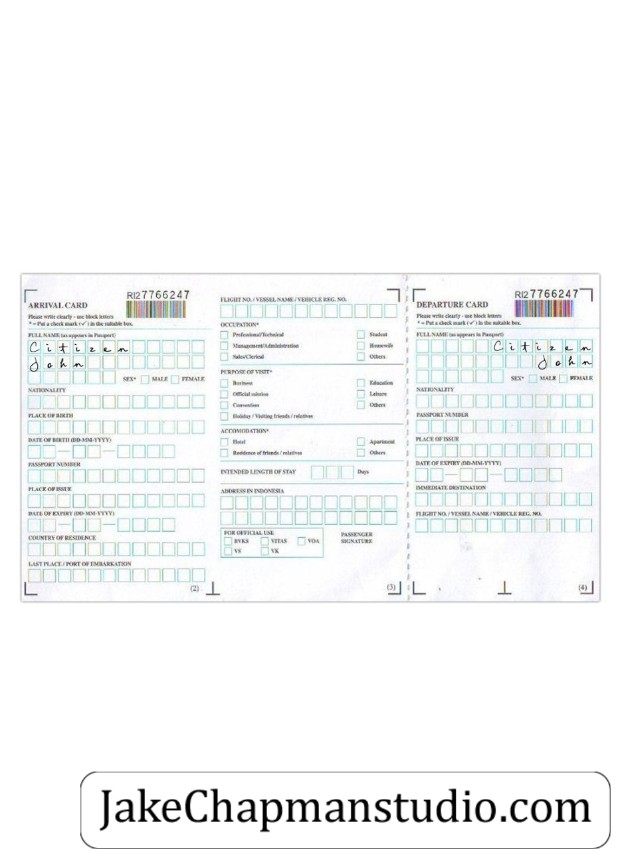 RI27766247
ARRIVAL CARD
Please write clearly - use block letters
* = Put a check mark (✓) in the suitable box.
FULL NAME (as appears in Passport)
Citizen
John
SEX* MALE FEMALE
NATIONALITY
PLACE OF BIRTH
DATE OF BIRTH (DD-MM-YYYY)
PASSPORT NUMBER
PLACE OF ISSUE
DATE OF EXPIRY (DD-MM-YYYY)
COUNTRY OF RESIDENCE
LAST PLACE / PORT OF EMBARKATION
(2)
FLIGHT NO. / VESSEL NAME / VEHICLE REG. NO.
OCCUPATION*
Professional/Technical Student
Management/Administration Housewife
Sales/Clerical Others
PURPOSE OF VISIT*
Business Education
Official mission Leisure
Convention Others
Holiday / Visiting friends / relatives
ACCOMODATION*
Hotel Apartment
Residence of friends / relatives Others
INTENDED LENGTH OF STAY Days
ADDRESS IN INDONESIA
FOR OFFICIAL USE
BVKS VITAS VOA
VS VK
PASSENGER
SIGNATURE
(3)
RI27766247
DEPARTURE CARD
Please write clearly - use block letters
* = Put a check mark (✓) in the suitable box.
FULL NAME (as appears in Passport)
Citizen
John
SEX* MALE FEMALE
NATIONALITY
PASSPORT NUMBER
PLACE OF ISSUE
DATE OF EXPIRY (DD-MM-YYYY)
IMMEDIATE DESTINATION
FLIGHT NO. / VESSEL NAME / VEHICLE REG. NO.
(4)
JakeChapmanstudio.com